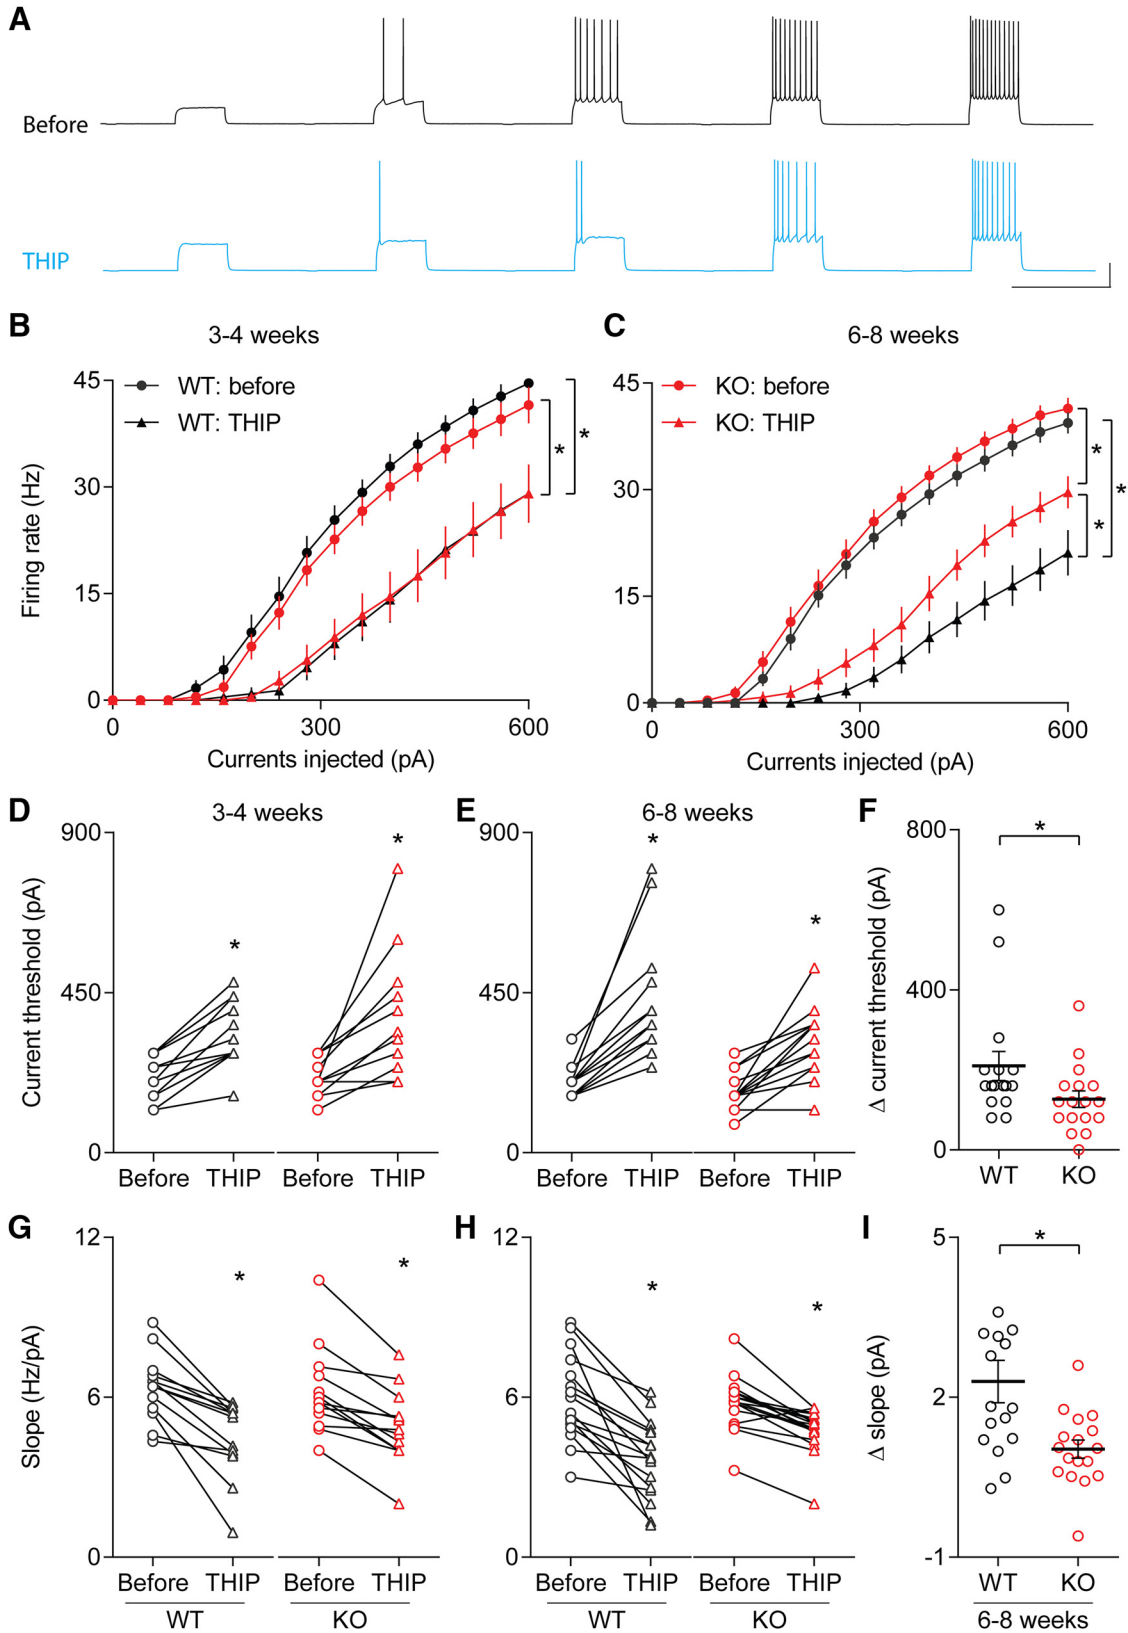 A
Before
THIP
B
3-4 weeks
C
6-8 weeks
WT: before
WT: THIP
KO: before
KO: THIP
Firing rate (Hz)
45
30
15
0
0
300
600
Currents injected (pA)
*
*
45
30
15
0
0
300
600
Currents injected (pA)
*
*
*
D
3-4 weeks
E
6-8 weeks
F
Current threshold (pA)
900
450
0
*
*
Before
THIP
Before
THIP
900
450
0
*
*
Before
THIP
Before
THIP
Δ current threshold (pA)
800
400
0
*
WT
KO
G
H
I
Slope (Hz/pA)
12
6
0
*
*
Before
THIP
Before
THIP
WT
KO
12
6
0
*
*
Before
THIP
Before
THIP
WT
KO
Δ slope (pA)
5
2
-1
*
WT
KO
6-8 weeks